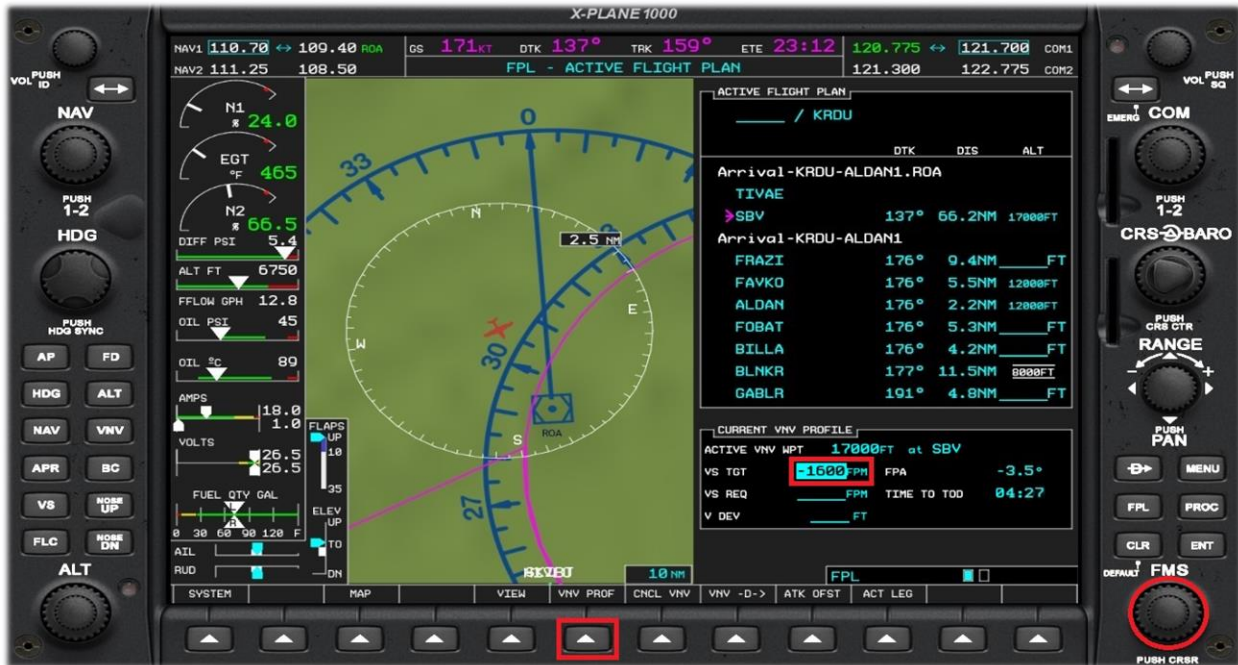 X-PLANE 1000
NAV1 110.70 ↔ 109.40 ROA
NAV2 111.25 108.50
GS 171KT DTK 137° TRK 159° ETE 23:12
FPL - ACTIVE FLIGHT PLAN
120.775 ↔ 121.700 COM1
121.300 122.775 COM2
VOL PUSH ID
NAV
PUSH 1-2
HDG
PUSH HDG SYNC
AP FD
HDG ALT
NAV VNV
APR BC
VS NOSE UP
FLC NOSE DN
ALT
N1
% 24.0
EGT
°F 465
N2
% 66.5
DIFF PSI 5.4
ALT FT 6750
FFLOW GPH 12.8
OIL PSI 45
OIL °C 89
AMPS
18.0
1.0
VOLTS
26.5
26.5
FUEL QTY GAL
L
R
0 30 60 90 120 F
AIL
RUD
FLAPS
UP
10
35
ELEV
UP
TO
DN
33
0
30
27
N
E
S
W
2.5 NM
ROA
10 NM
ACTIVE FLIGHT PLAN
_____ / KRDU
DTK DIS ALT
Arrival-KRDU-ALDAN1.ROA
TIVAE
SBV 137° 66.2NM 17000FT
Arrival-KRDU-ALDAN1
FRAZI 176° 9.4NM _____FT
FAVKO 176° 5.5NM 12000FT
ALDAN 176° 2.2NM 12000FT
FOBAT 176° 5.3NM _____FT
BILLA 176° 4.2NM _____FT
BLNKR 177° 11.5NM 8000FT
GABLR 191° 4.8NM _____FT
CURRENT VNV PROFILE
ACTIVE VNV WPT 17000FT at SBV
VS TGT -1600FPM FPA -3.5°
VS REQ _____FPM TIME TO TOD 04:27
V DEV _____FT
FPL
SYSTEM MAP VIEW VNV PROF CNCL VNV VNV -D-> ATK OFST ACT LEG
VOL PUSH SQ
EMERG COM
PUSH 1-2
CRS BARO
PUSH CRS CTR
RANGE
- +
PUSH PAN
D MENU
FPL PROC
CLR ENT
DEFAULT FMS
PUSH CRSR